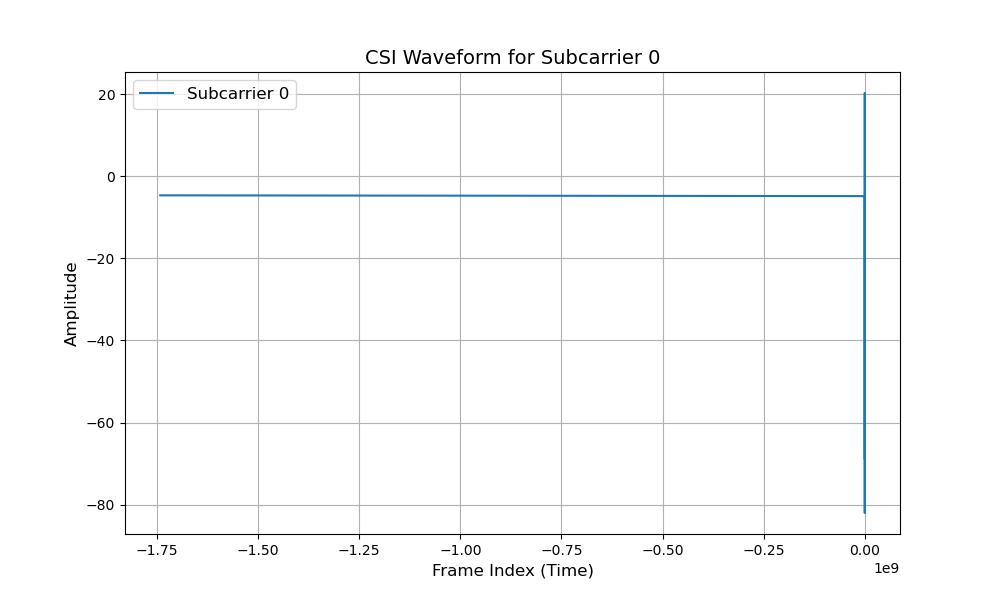 CSI Waveform for Subcarrier 0
Subcarrier 0
20
0
−20
−40
−60
−80
Amplitude
−1.75 −1.50 −1.25 −1.00 −0.75 −0.50 −0.25 0.00
1e9
Frame Index (Time)